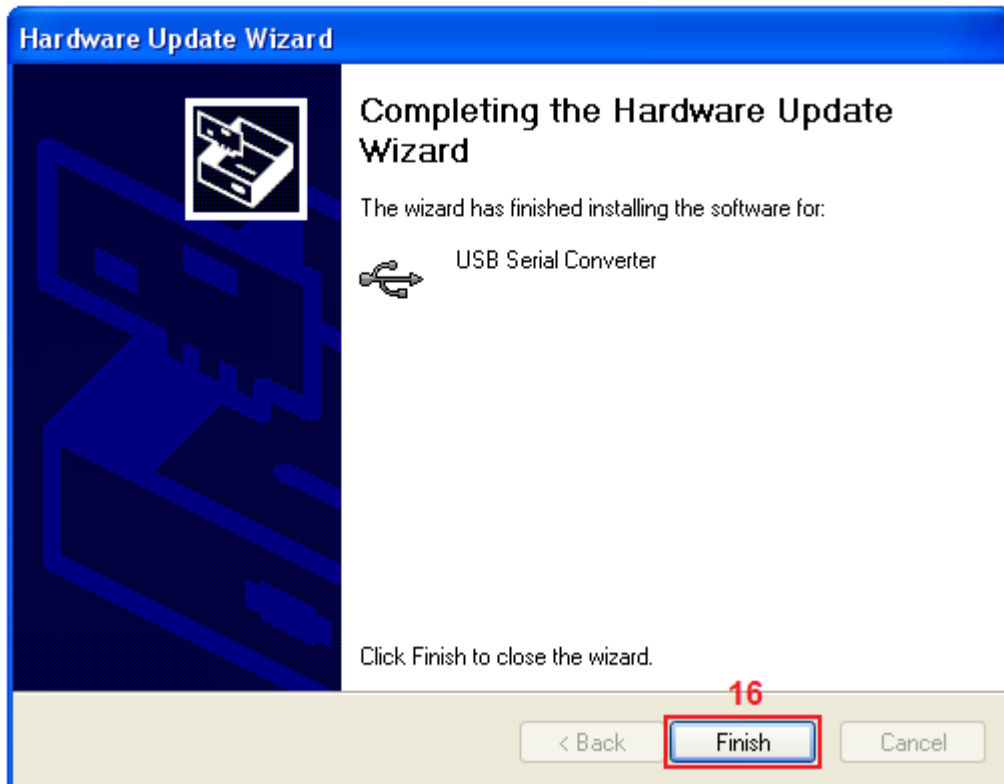 Hardware Update Wizard
Completing the Hardware Update
Wizard
The wizard has finished installing the software for:
USB Serial Converter
Click Finish to close the wizard.
16
< Back
Finish
Cancel